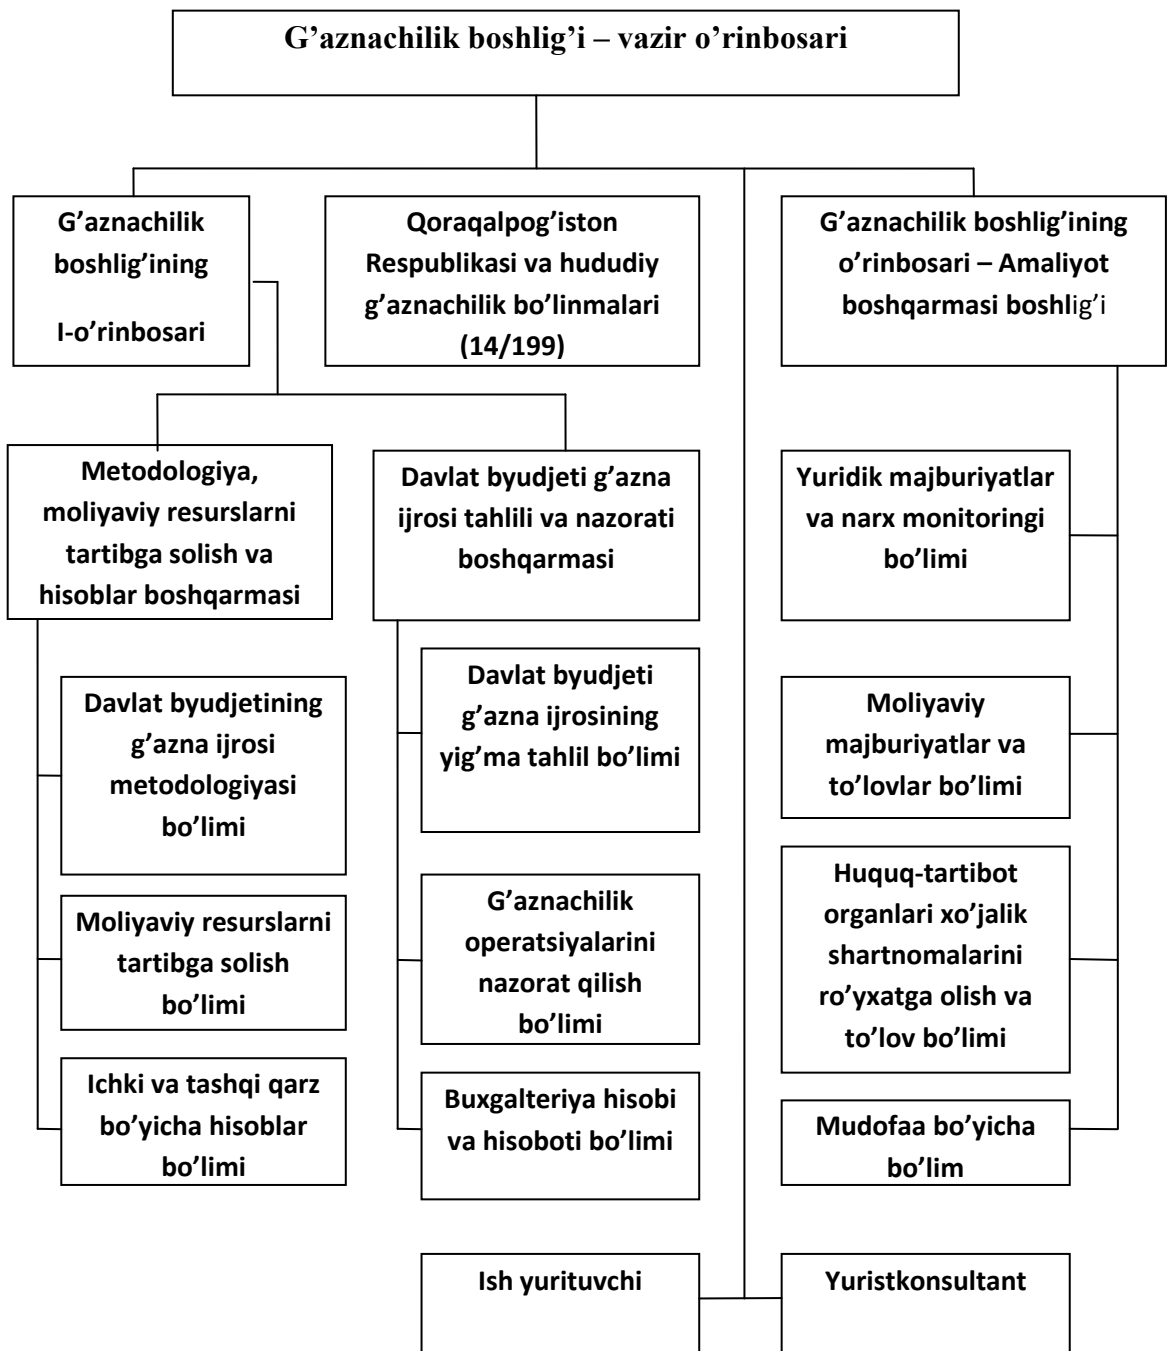 G’aznachilik boshlig’i – vazir o’rinbosari
G’aznachilik
boshlig’ining
I-o’rinbosari
Qoraqalpog’iston
Respublikasi va hududiy
g’aznachilik bo’linmalari
(14/199)
G’aznachilik boshlig’ining
o’rinbosari – Amaliyot
boshqarmasi boshlig’i
Metodologiya,
moliyaviy resurslarni
tartibga solish va
hisoblar boshqarmasi
Davlat byudjeti g’azna
ijrosi tahlili va nazorati
boshqarmasi
Yuridik majburiyatlar
va narx monitoringi
bo’limi
Davlat byudjetining
g’azna ijrosi
metodologiyasi
bo’limi
Davlat byudjeti
g’azna ijrosining
yig’ma tahlil bo’limi
Moliyaviy
majburiyatlar va
to’lovlar bo’limi
Moliyaviy resurslarni
tartibga solish
bo’limi
G’aznachilik
operatsiyalarini
nazorat qilish
bo’limi
Huquq-tartibot
organlari xo’jalik
shartnomalarini
ro’yxatga olish va
to’lov bo’limi
Ichki va tashqi qarz
bo’yicha hisoblar
bo’limi
Buxgalteriya hisobi
va hisoboti bo’limi
Mudofaa bo’yicha
bo’lim
Ish yurituvchi
Yuristkonsultant